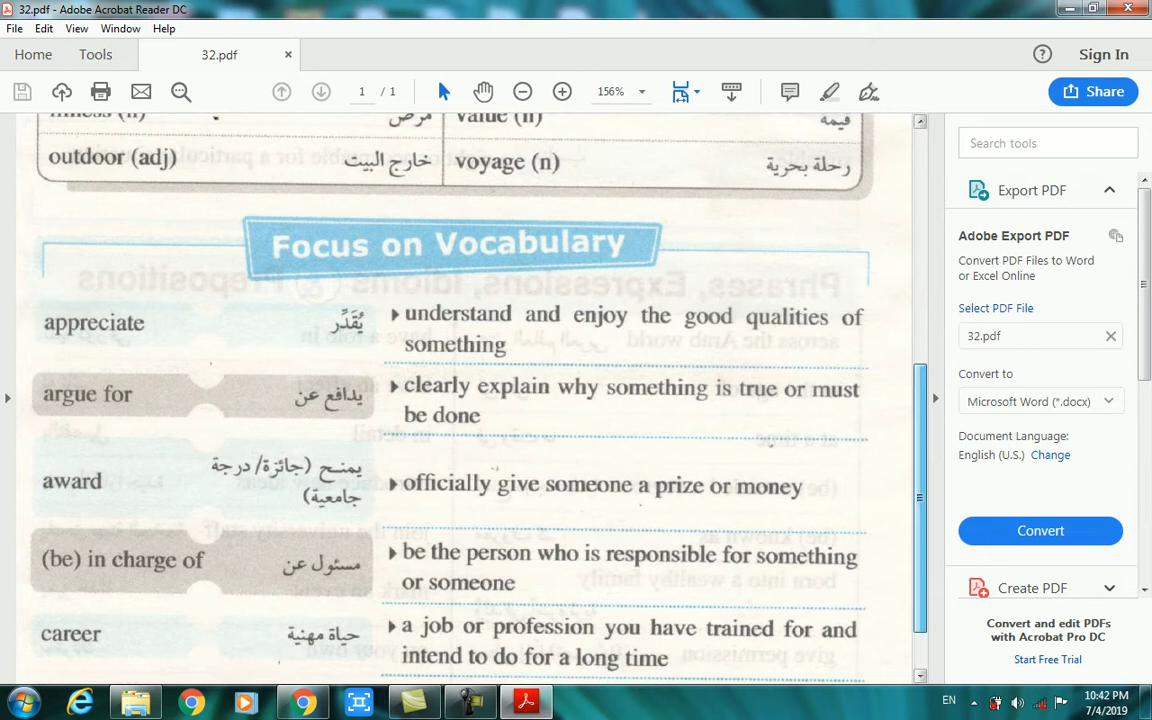 32.pdf - Adobe Acrobat Reader DC
File Edit View Window Help
Home Tools 32.pdf × Sign In
1 / 1 156% Share
illness (n) مرض value (n) قيمة
outdoor (adj) خارج البيت voyage (n) رحلة بحرية
Focus on Vocabulary
appreciate يُقَدِّر understand and enjoy the good qualities of
something
argue for يدافع عن clearly explain why something is true or must
be done
award يمنح (جائزة/ درجة
جامعية) officially give someone a prize or money
(be) in charge of مسئول عن be the person who is responsible for something
or someone
career حياة مهنية a job or profession you have trained for and
intend to do for a long time
Search tools
Export PDF
Adobe Export PDF
Convert PDF Files to Word
or Excel Online
Select PDF File
32.pdf ×
Convert to
Microsoft Word (*.docx)
Document Language:
English (U.S.) Change
Convert
Create PDF
Convert and edit PDFs
with Acrobat Pro DC
Start Free Trial
EN 10:42 PM
7/4/2019